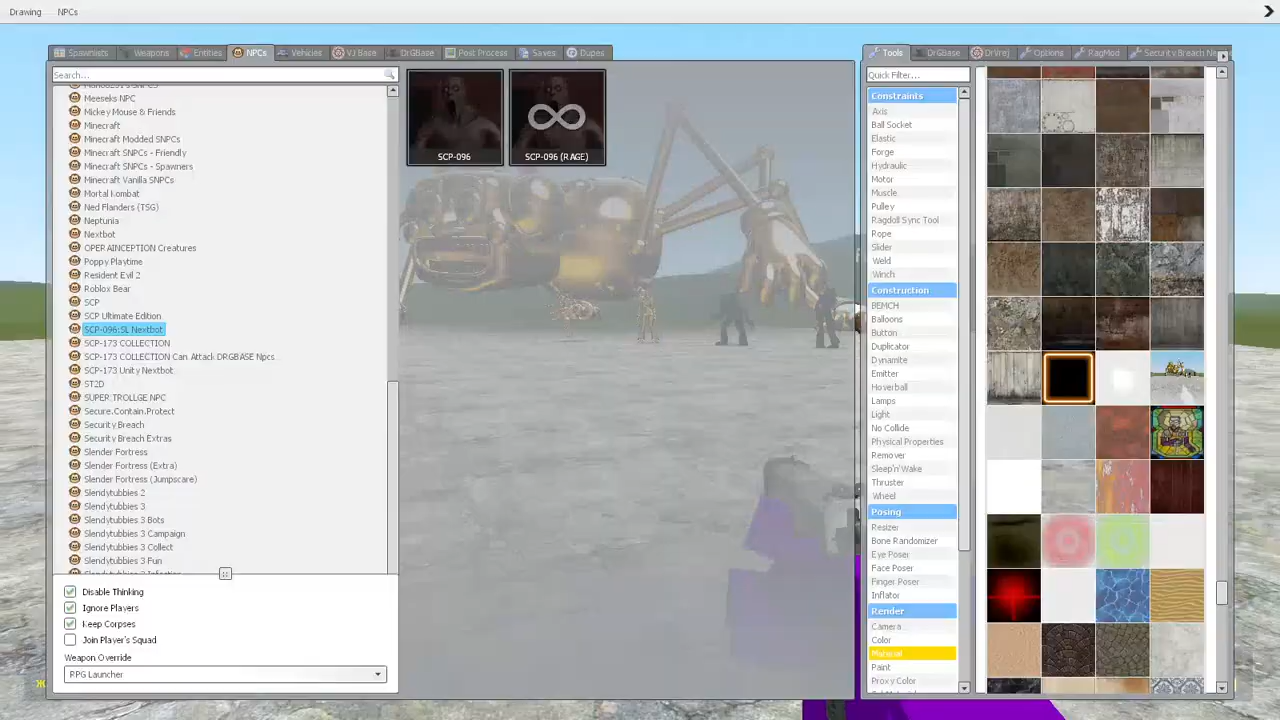 Drawing NPCs
Spawnlists Weapons Entities NPCs Vehicles VJ Base DrGBase Post Process Saves Dupes
Tools DrGBase DrVrej Options RagMod Security Breach Ne
Search...
Quick Filter...
Meeseks NPC
Mickey Mouse & Friends
Minecraft
Minecraft Modded SNPCs
Minecraft SNPCs - Friendly
Minecraft SNPCs - Spawners
Minecraft Vanilla SNPCs
Mortal Kombat
Ned Flanders (TSG)
Neptunia
Nextbot
OPERAINCEPTION Creatures
Poppy Playtime
Resident Evil 2
Roblox Bear
SCP
SCP Ultimate Edition
SCP-096:SL Nextbot
SCP-173 COLLECTION
SCP-173 COLLECTION Can Attack DRGBASE Npcs
SCP-173 Unity Nextbot
ST2D
SUPER TROLLGE NPC
Secure.Contain.Protect
Security Breach
Security Breach Extras
Slender Fortress
Slender Fortress (Extra)
Slender Fortress (Jumpscare)
Slendytubbies 2
Slendytubbies 3
Slendytubbies 3 Bots
Slendytubbies 3 Campaign
Slendytubbies 3 Collect
Slendytubbies 3 Fun
Disable Thinking
Ignore Players
Keep Corpses
Join Player's Squad
Weapon Override
RPG Launcher
SCP-096
SCP-096 (RAGE)
Constraints
Axis
Ball Socket
Elastic
Forge
Hydraulic
Motor
Muscle
Pulley
Ragdoll Sync Tool
Rope
Slider
Weld
Winch
Construction
BEMCH
Balloons
Button
Duplicator
Dynamite
Emitter
Hoverball
Lamps
Light
No Collide
Physical Properties
Remover
Sleep'n'Wake
Thruster
Wheel
Posing
Resizer
Bone Randomizer
Eye Poser
Face Poser
Finger Poser
Inflator
Render
Camera
Color
Material
Paint
Proxy Color